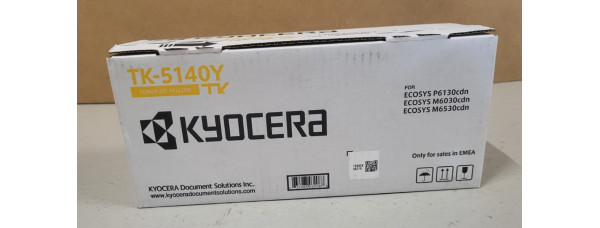 TK-5140Y
TONER KIT YELLOW
TK
KYOCERA
FOR
ECOSYS P6130cdn
ECOSYS M6030cdn
ECOSYS M6530cdn
Only for sales in EMEA
KYOCERA Document Solutions Inc.
www.kyoceradocumentsolutions.com